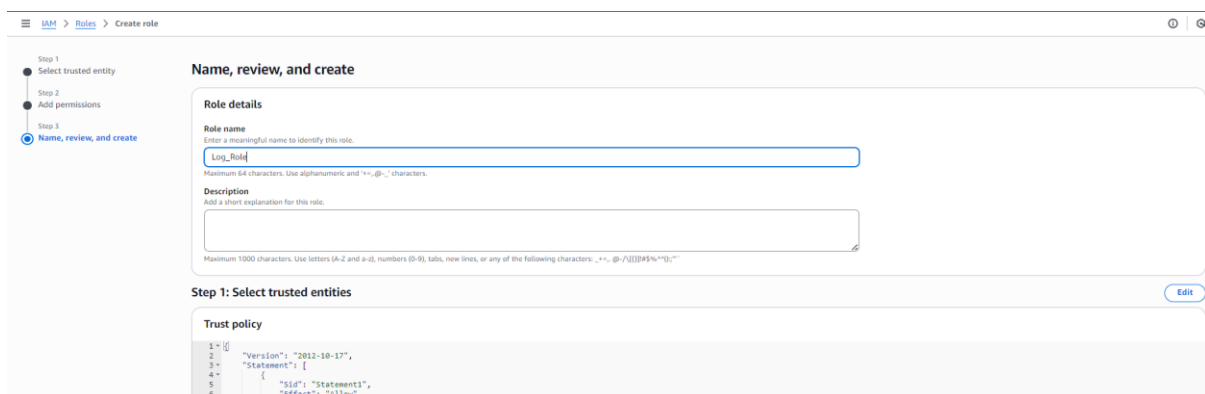 IAM > Roles > Create role
Step 1
Select trusted entity
Step 2
Add permissions
Step 3
Name, review, and create
Name, review, and create
Role details
Role name
Enter a meaningful name to identify this role.
Log_Role
Maximum 64 characters. Use alphanumeric and '+=,.@-_' characters.
Description
Add a short explanation for this role.
Maximum 1000 characters. Use letters (A-Z and a-z), numbers (0-9), tabs, new lines, or any of the following characters:
Step 1: Select trusted entities
Edit
Trust policy
1 {
2 "Version": "2012-10-17",
3 "Statement": [
4 {
5 "Sid": "Statement1",
6 "Effect": "Allow",